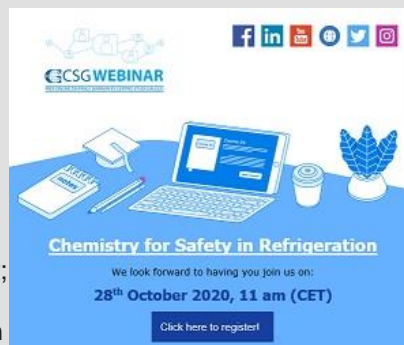 CSG WEBINAR
notes
Chemistry for Safety in Refrigeration
We look forward to having you join us on:
28th October 2020, 11 am (CET)
Click here to register!
;